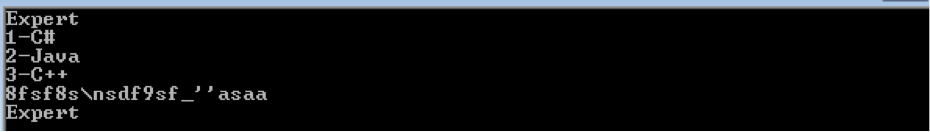 Expert
1-C#
2-Java
3-C++
8fsf8s\nsdf9sf_''asaa
Expert